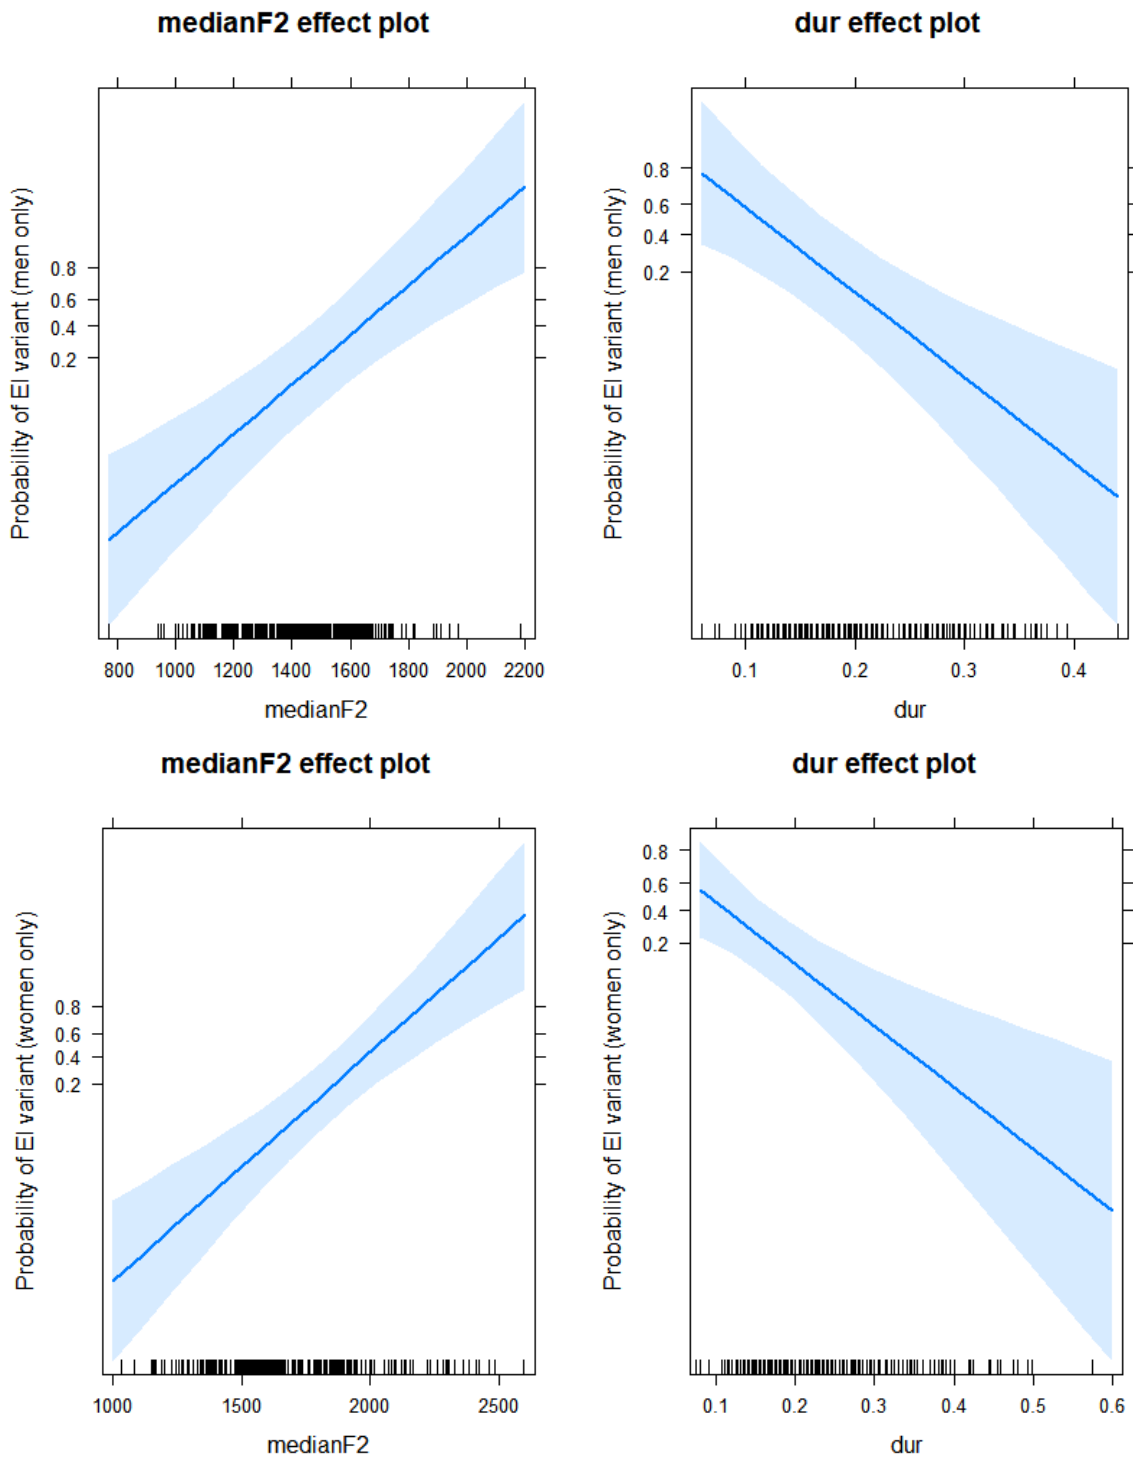 medianF2 effect plot
dur effect plot
Probability of EI variant (men only)
0.8
0.6
0.4
0.2
800 1000 1200 1400 1600 1800 2000 2200
medianF2
Probability of EI variant (men only)
0.8
0.6
0.4
0.2
0.1 0.2 0.3 0.4
dur
medianF2 effect plot
dur effect plot
Probability of EI variant (women only)
0.8
0.6
0.4
0.2
1000 1500 2000 2500
medianF2
Probability of EI variant (women only)
0.8
0.6
0.4
0.2
0.1 0.2 0.3 0.4 0.5 0.6
dur